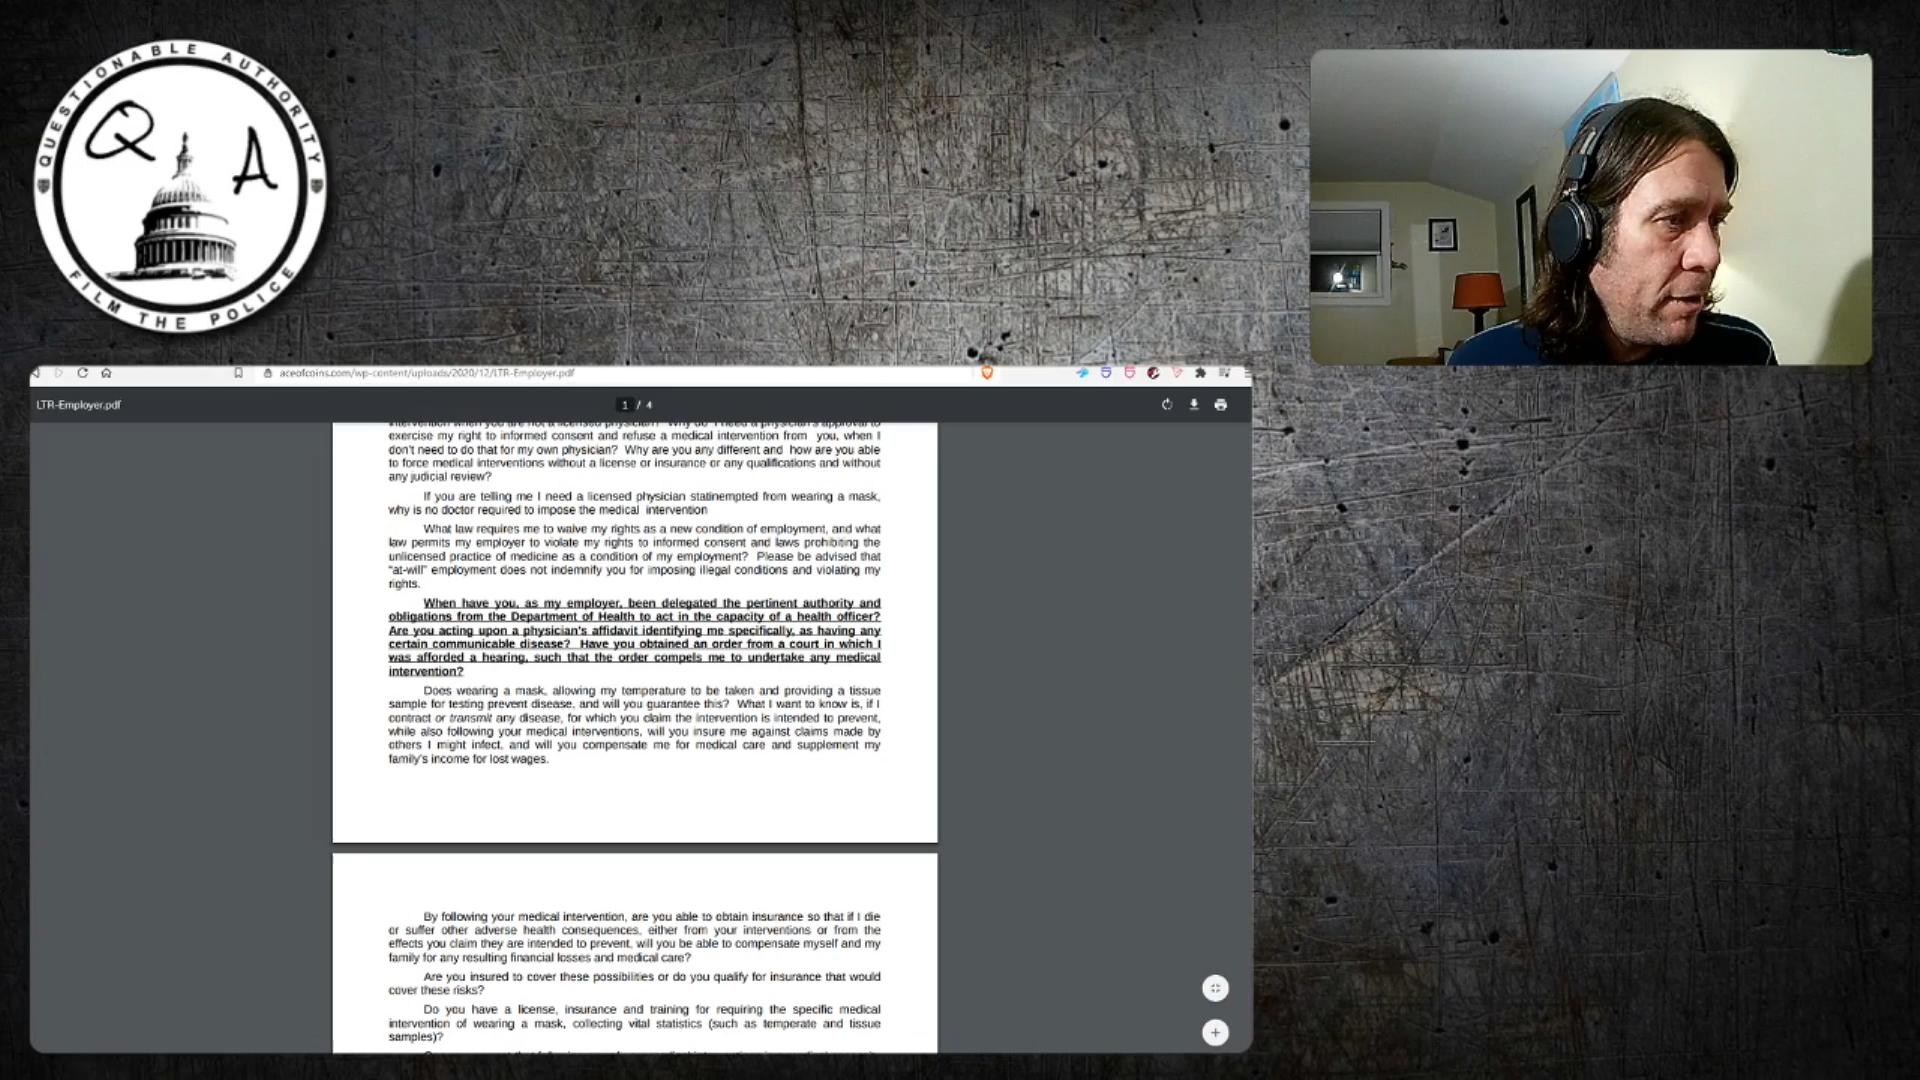 QUESTIONABLE AUTHORITY
Q A
FILM THE POLICE
aceofcoins.com/wp-content/uploads/2020/12/LTR-Employer.pdf
LTR-Employer.pdf
1 / 4
intervention when you are not a licensed physician? Why do I need a physician's approval to
exercise my right to informed consent and refuse a medical intervention from you, when I
don't need to do that for my own physician? Why are you any different and how are you able
to force medical interventions without a license or insurance or any qualifications and without
any judicial review?
If you are telling me I need a licensed physician statinempted from wearing a mask,
why is no doctor required to impose the medical intervention
What law requires me to waive my rights as a new condition of employment, and what
law permits my employer to violate my rights to informed consent and laws prohibiting the
unlicensed practice of medicine as a condition of my employment? Please be advised that
"at-will" employment does not indemnify you for imposing illegal conditions and violating my
rights.
When have you, as my employer, been delegated the pertinent authority and
obligations from the Department of Health to act in the capacity of a health officer?
Are you acting upon a physician's affidavit identifying me specifically, as having any
certain communicable disease? Have you obtained an order from a court in which I
was afforded a hearing, such that the order compels me to undertake any medical
intervention?
Does wearing a mask, allowing my temperature to be taken and providing a tissue
sample for testing prevent disease, and will you guarantee this? What I want to know is, if I
contract or transmit any disease, for which you claim the intervention is intended to prevent,
while also following your medical interventions, will you insure me against claims made by
others I might infect, and will you compensate me for medical care and supplement my
family's income for lost wages.
By following your medical intervention, are you able to obtain insurance so that if I die
or suffer other adverse health consequences, either from your interventions or from the
effects you claim they are intended to prevent, will you be able to compensate myself and my
family for any resulting financial losses and medical care?
Are you insured to cover these possibilities or do you qualify for insurance that would
cover these risks?
Do you have a license, insurance and training for requiring the specific medical
intervention of wearing a mask, collecting vital statistics (such as temperate and tissue
samples)?